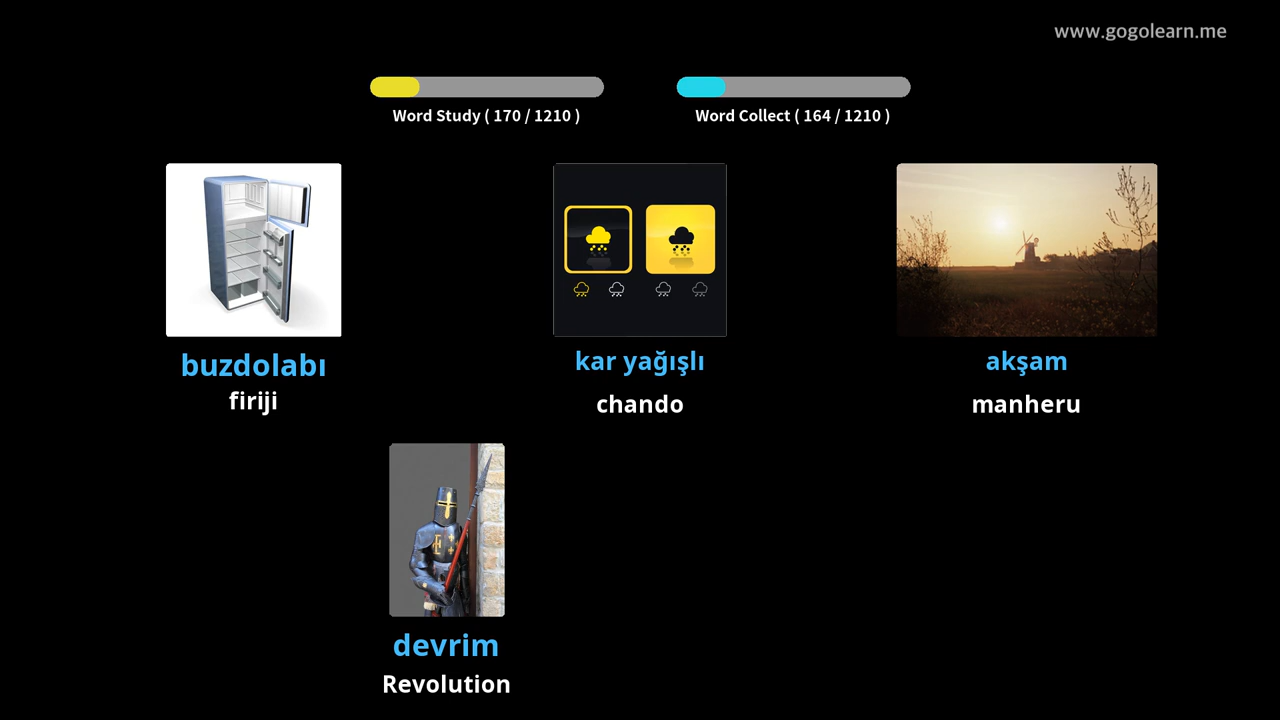 www.gogolearn.me
Word Study ( 170 / 1210 )
Word Collect ( 164 / 1210 )
buzdolabı
firiji
kar yağışlı
chando
akşam
manheru
devrim
Revolution